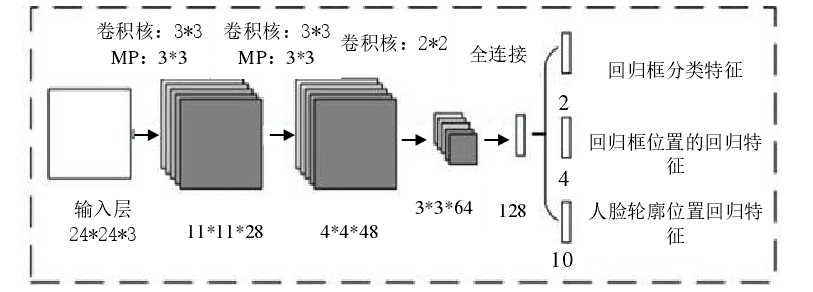 卷积核：3*3
MP：3*3
卷积核：3*3
MP：3*3
卷积核：2*2
全连接
输入层
24*24*3
11*11*28
4*4*48
3*3*64
128
2
回归框分类特征
4
回归框位置的回归特
征
10
人脸轮廓位置回归特
征